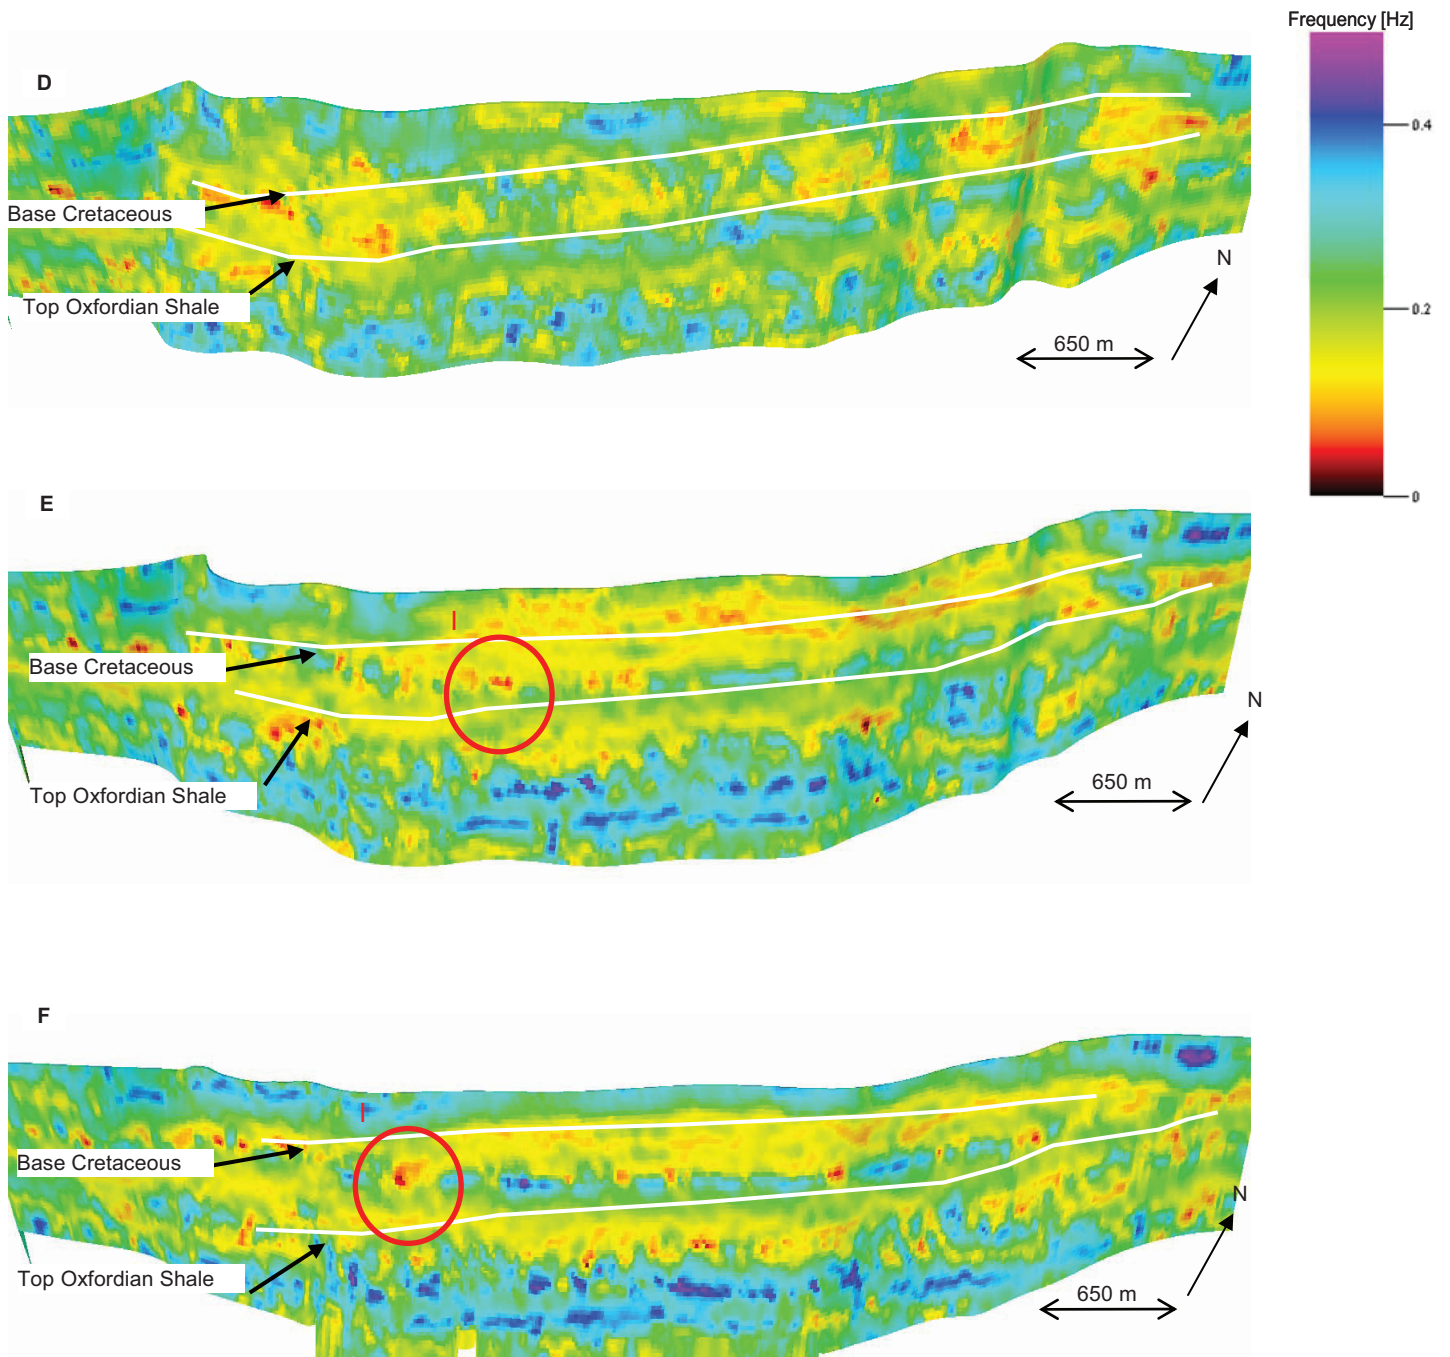 Frequency [Hz]
0.4
0.2
0
D
Base Cretaceous
Top Oxfordian Shale
N
650 m
E
I
Base Cretaceous
Top Oxfordian Shale
N
650 m
F
I
Base Cretaceous
Top Oxfordian Shale
N
650 m